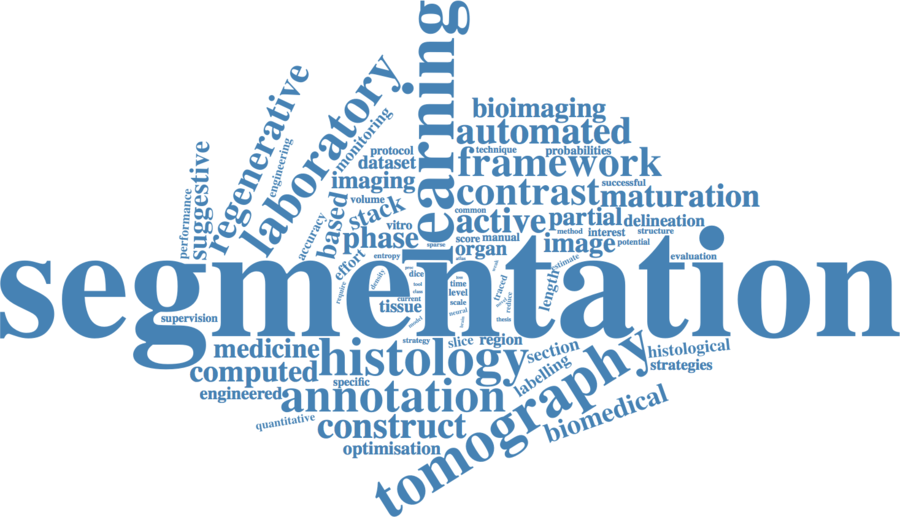 learning
bioimaging
automated
regenerative
laboratory
monitoring
engineering
protocol
technique
probabilities
dataset
framework
suggestive
performance
imaging
successful
contrast
maturation
volume
based
stack
accuracy
common
active
partial
delineation
vitro
phase
sparse
score
manual
method
interest
structure
organ
image
potential
effort
entropy
evaluation
segmentation
estimate
length
density
require
dice
time
level
traced
reduce
current
scale
tissue
neural
model
thesis
supervision
strategy
slice
region
medicine
histology
section
histological
computed
specific
labelling
strategies
engineered
annotation
tomography
quantitative
construct
biomedical
optimisation